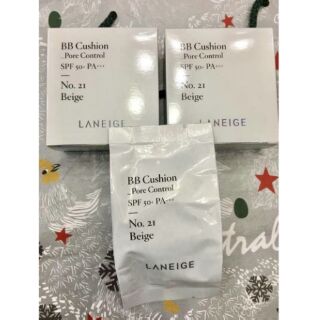 BB Cushion
_Pore Control
SPF 50+ PA+++
No. 21
Beige
LANEIGE
BB Cushion
_Pore Control
SPF 50+ PA+++
No. 21
Beige
LANEIGE
BB Cushion
_Pore Control
SPF 50+ PA+++
No. 21
Beige
LANEIGE